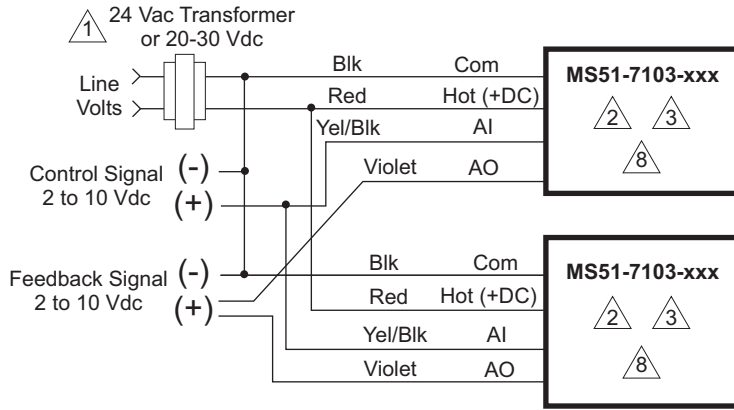 1
24 Vac Transformer
or 20-30 Vdc
Line
Volts
Blk
Com
Red
Hot (+DC)
Yel/Blk
AI
Violet
AO
MS51-7103-xxx
2 3
8
Control Signal (-)
2 to 10 Vdc (+)
Feedback Signal (-)
2 to 10 Vdc (+)
Blk
Com
Red
Hot (+DC)
Yel/Blk
AI
Violet
AO
MS51-7103-xxx
2 3
8